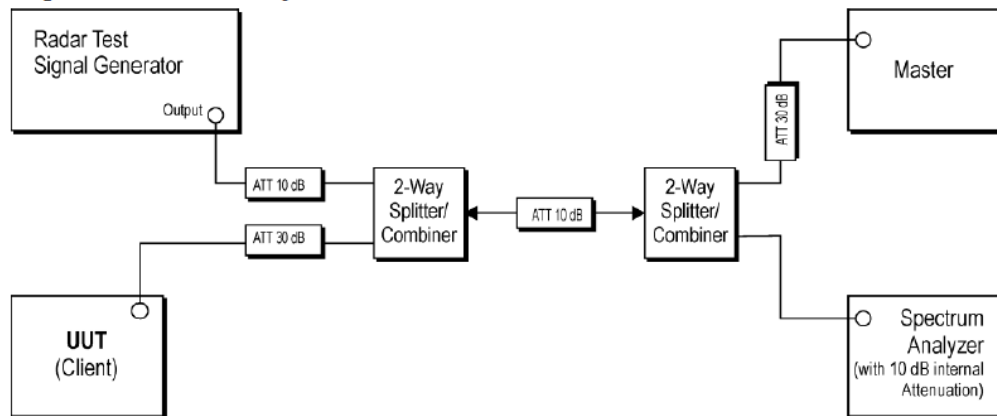 Radar Test
Signal Generator
Output
ATT 10 dB
2-Way
Splitter/
Combiner
ATT 30 dB
UUT
(Client)
ATT 10 dB
2-Way
Splitter/
Combiner
ATT 30 dB
Master
Spectrum
Analyzer
(with 10 dB internal
Attenuation)